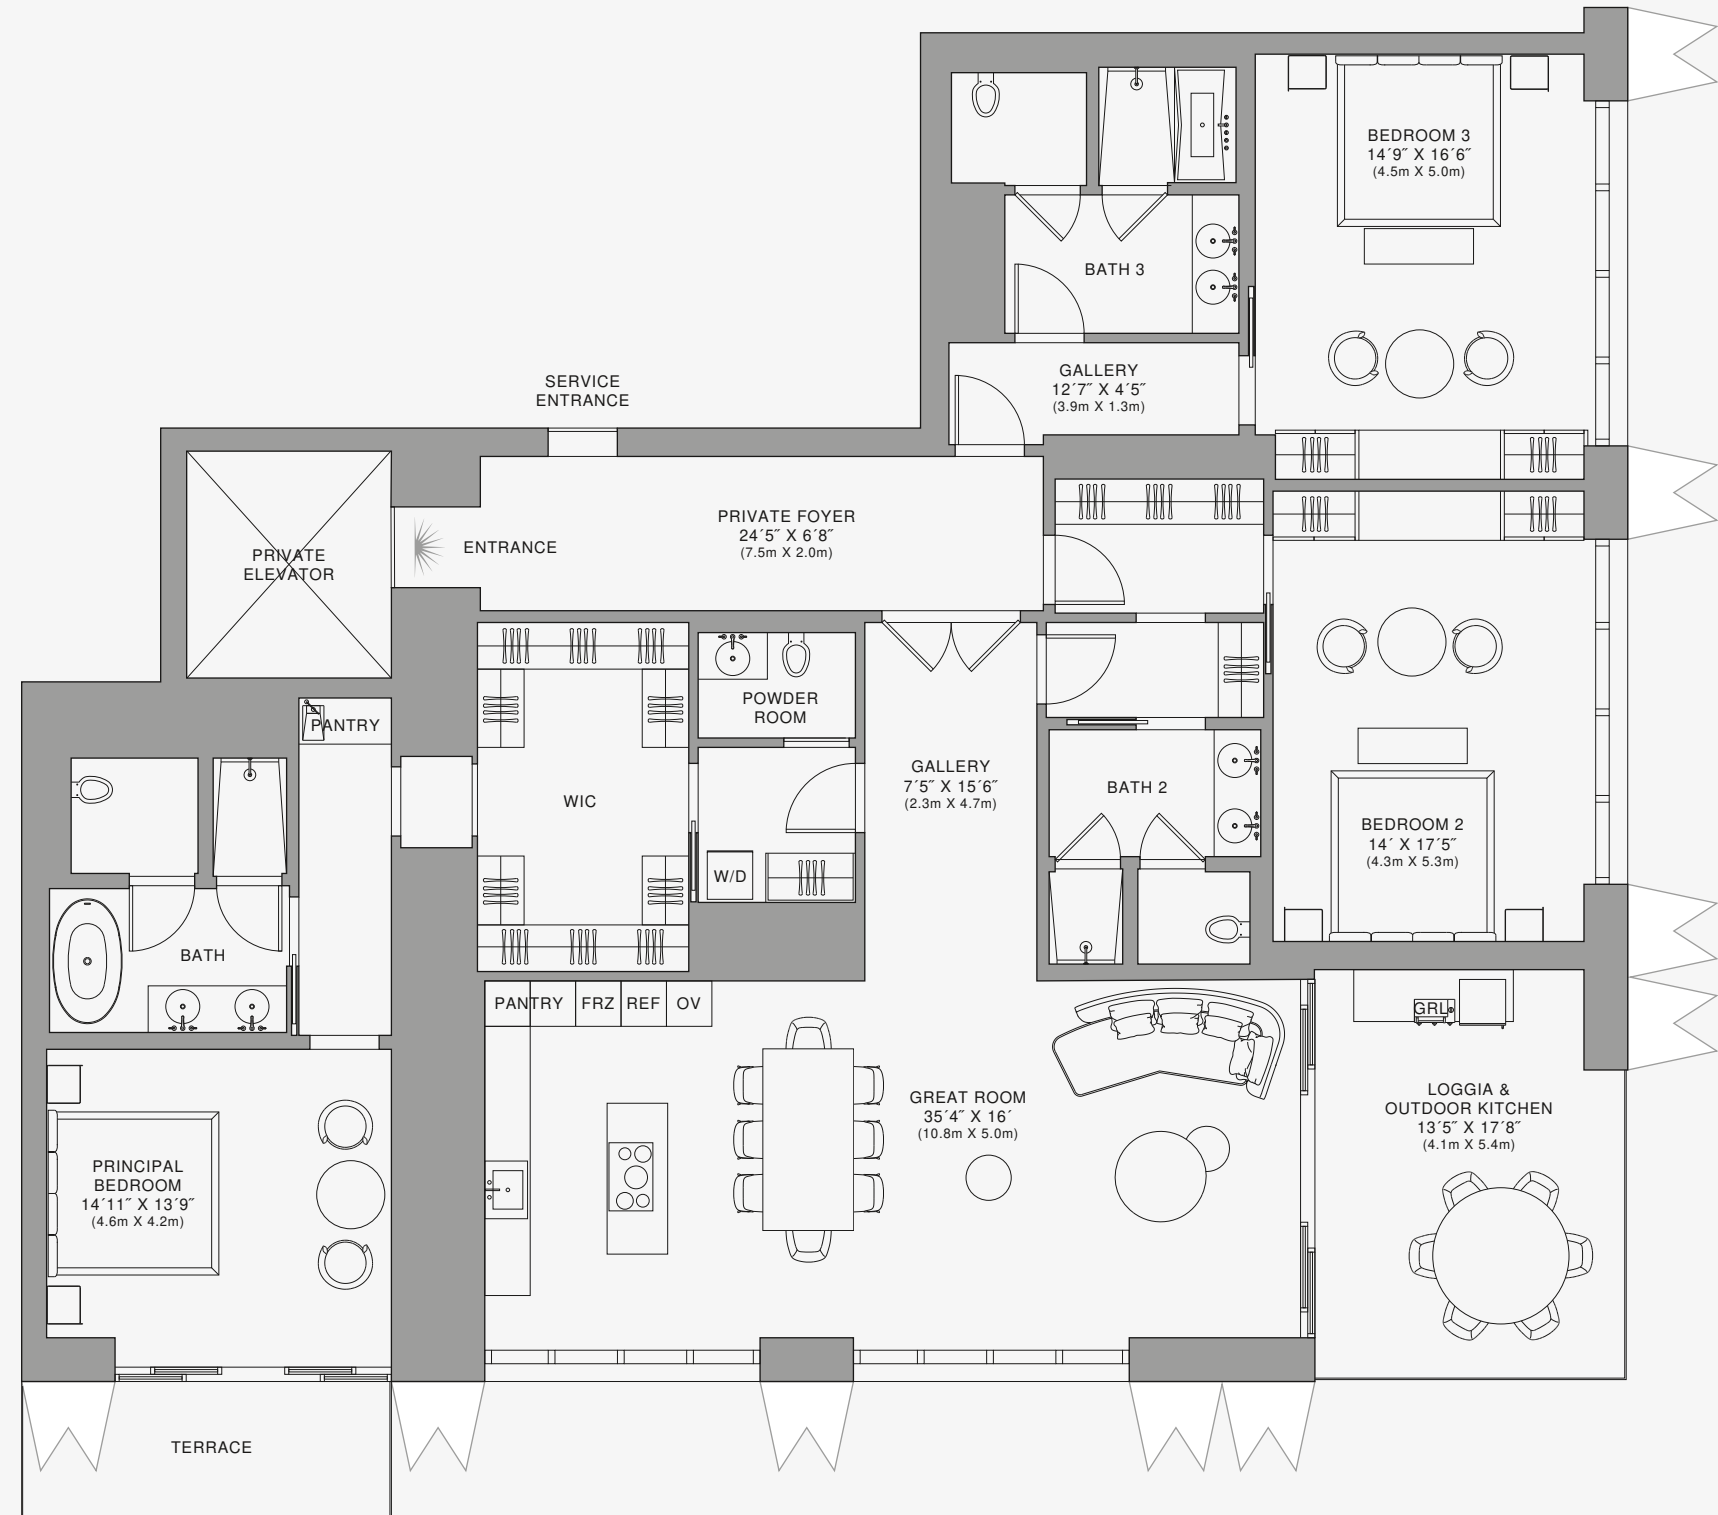 BEDROOM 3
14´9˝ X 16´6˝
(4.5m X 5.0m)
BATH 3
GALLERY
12´7˝ X 4´5˝
(3.9m X 1.3m)
SERVICE
ENTRANCE
PRIVATE FOYER
24´5˝ X 6´8˝
(7.5m X 2.0m)
ENTRANCE
PRIVATE
ELEVATOR
POWDER
ROOM
PANTRY
GALLERY
7´5˝ X 15´6˝
(2.3m X 4.7m)
BATH 2
WIC
BEDROOM 2
14´ X 17´5˝
(4.3m X 5.3m)
W/D
BATH
PANTRY
FRZ
REF
OV
GRL
GREAT ROOM
35´4˝ X 16´
(10.8m X 5.0m)
LOGGIA &
OUTDOOR KITCHEN
13´5˝ X 17´8˝
(4.1m X 5.4m)
PRINCIPAL
BEDROOM
14´11˝ X 13´9˝
(4.6m X 4.2m)
TERRACE